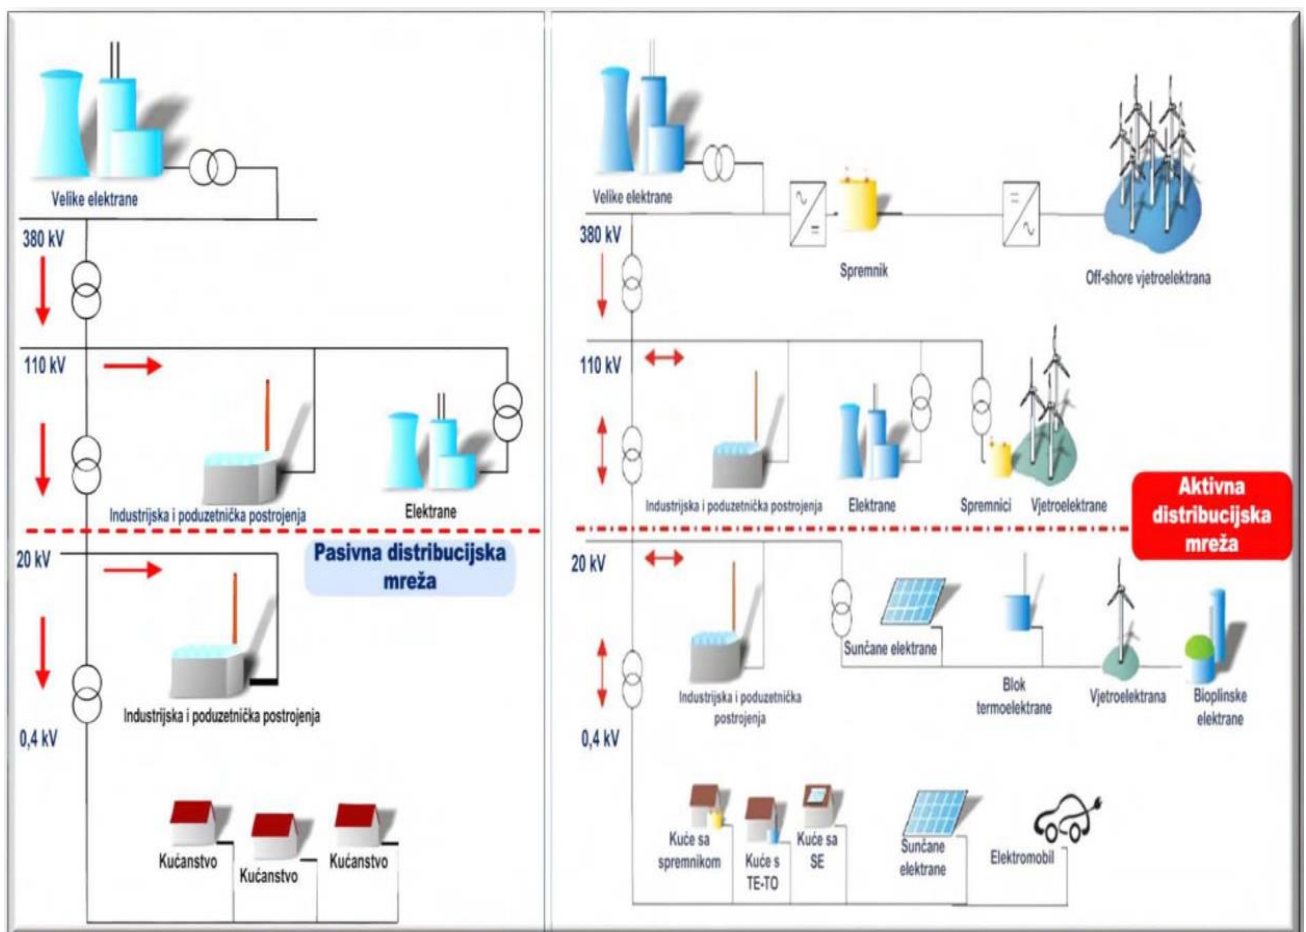 Velike elektrane
380 kV
110 kV
Industrijska i poduzetnička postrojenja
Elektrane
Pasivna distribucijska
mreža
20 kV
Industrijska i poduzetnička postrojenja
0,4 kV
Kućanstvo
Kućanstvo
Kućanstvo
Velike elektrane
380 kV
Spremnik
Off-shore vjetroelektrana
110 kV
Industrijska i poduzetnička postrojenja
Elektrane
Spremnici
Vjetroelektrane
Aktivna
distribucijska
mreža
20 kV
Industrijska i poduzetnička
postrojenja
Sunčane elektrane
Blok
termoelektrane
Vjetroelektrana
Bioplinske
elektrane
0,4 kV
Kuće sa
spremnikom
Kuće s
TE-TO
Kuće sa
SE
Sunčane
elektrane
Elektromobil